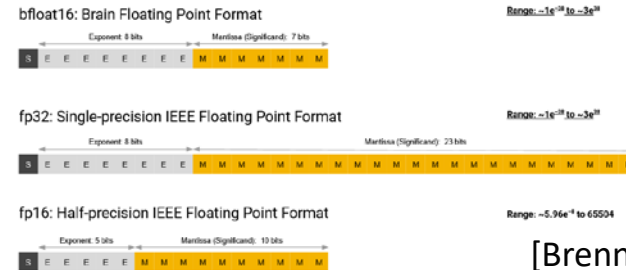 bfloat16: Brain Floating Point Format
Range: ~1e⁻³⁸ to ~3e³⁸
Exponent: 8 bits Mantissa (Significand): 7 bits
S E E E E E E E E M M M M M M M
fp32: Single-precision IEEE Floating Point Format
Range: ~1e⁻³⁸ to ~3e³⁸
Exponent: 8 bits Mantissa (Significand): 23 bits
S E E E E E E E E M M M M M M M M M M M M M M M M M M M M M M
fp16: Half-precision IEEE Floating Point Format
Range: ~5.96e⁻⁸ to 65504
Exponent: 5 bits Mantissa (Significand): 10 bits
S E E E E E M M M M M M M M M M
[Brenn